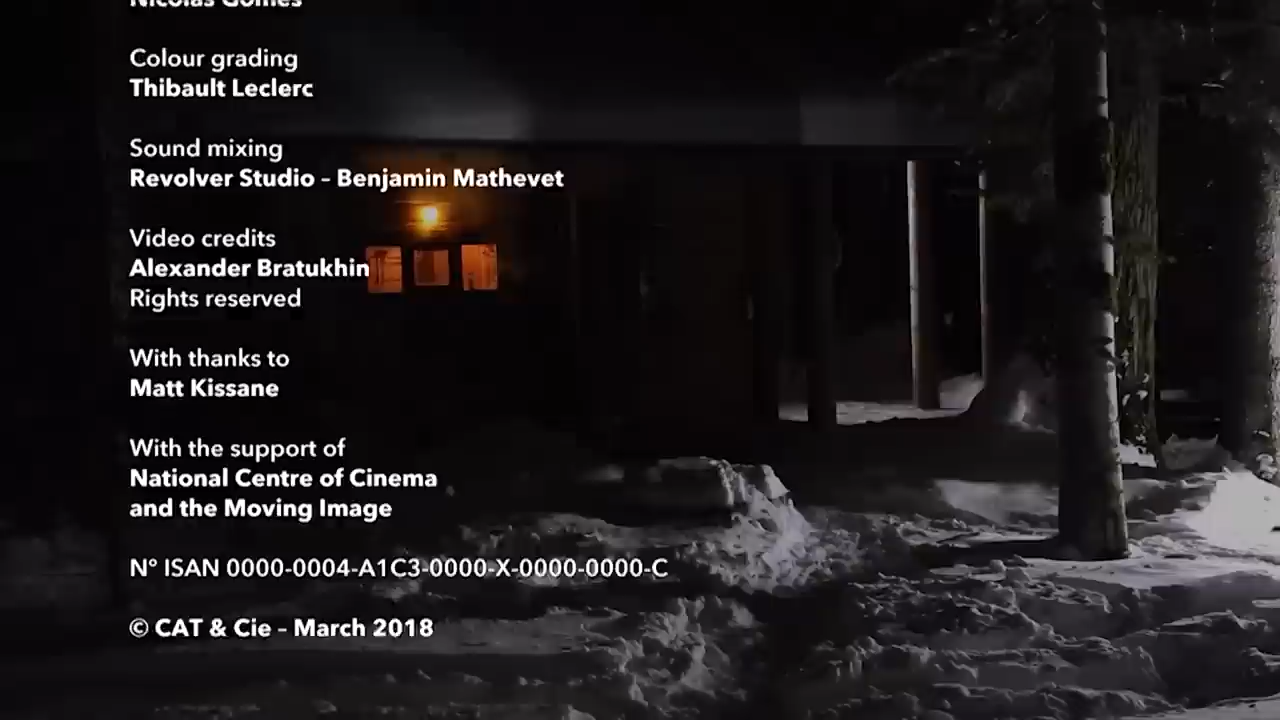 Nicolas Gomes
Colour grading
Thibault Leclerc
Sound mixing
Revolver Studio – Benjamin Mathevet
Video credits
Alexander Bratukhin
Rights reserved
With thanks to
Matt Kissane
With the support of
National Centre of Cinema
and the Moving Image
N° ISAN 0000-0004-A1C3-0000-X-0000-0000-C
© CAT & Cie – March 2018